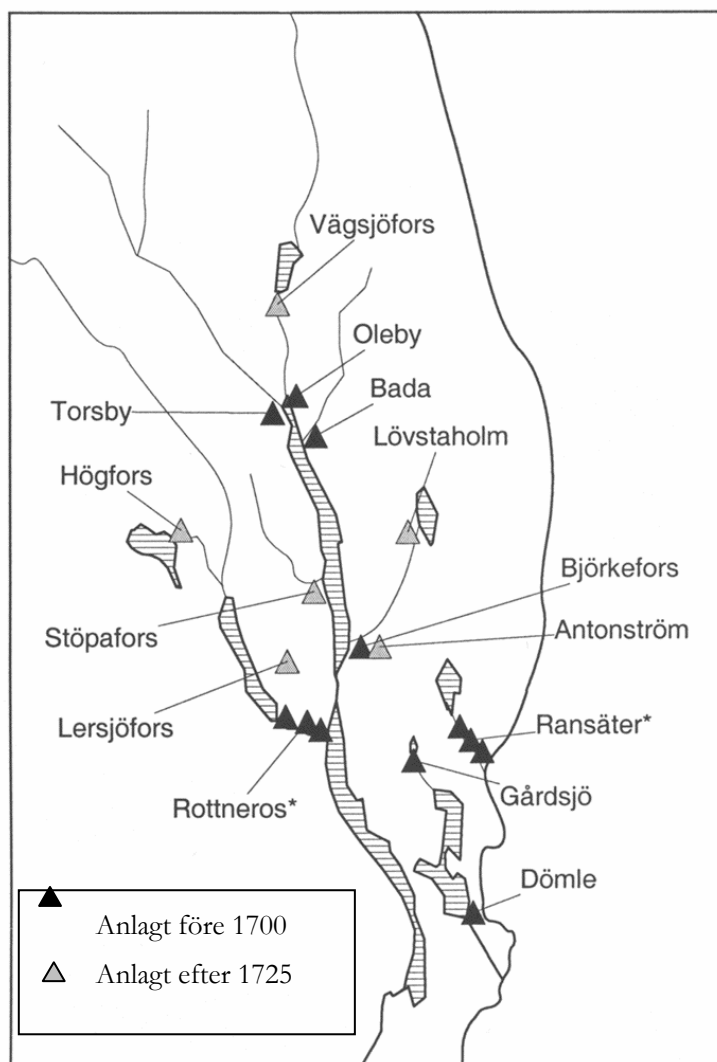 Vägsjöfors
Oleby
Torsby
Bada
Lövstaholm
Högfors
Björkefors
Stöpafors
Antonström
Lersjöfors
Ransäter*
Rottneros*
Gårdsjö
Dömle
Anlagt före 1700
Anlagt efter 1725